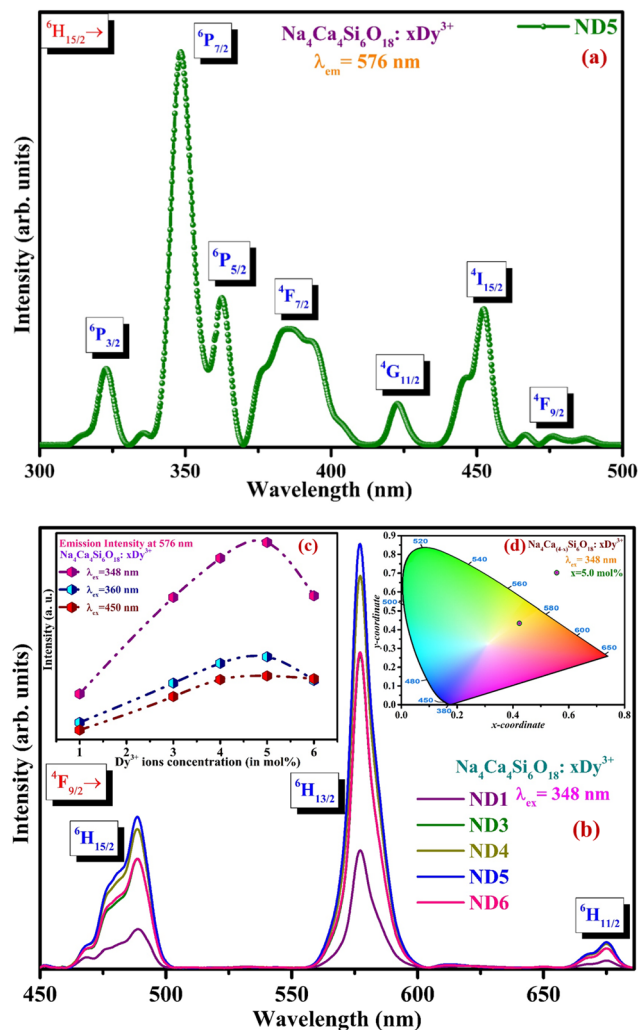 ⁶H₁₅/₂→
⁶P₇/₂
Na₄Ca₄Si₆O₁₈: xDy³⁺
ND5
λem= 576 nm
(a)
⁶P₃/₂
⁶P₅/₂
⁴F₇/₂
⁴G₁₁/₂
⁴I₁₅/₂
⁴F₉/₂
Intensity (arb. units)
300 350 400 450 500
Wavelength (nm)
Emission Intensity at 576 nm
(c)
Na₄Ca₄Si₆O₁₈: xDy³⁺
λex=348 nm
λex=360 nm
λex=450 nm
Intensity (a. u.)
1 2 3 4 5 6
Dy³⁺ ions concentration (in mol%)
(d)
Na₄Ca₍₄₋ₓ₎Si₆O₁₈: xDy³⁺
λex= 348 nm
x=5.0 mol%
0.9
0.8
0.7
0.6
0.5
0.4
0.3
0.2
0.1
0.0
y-coordinate
520
540
560
500
580
600
650
480
450
380
0.0 0.2 0.4 0.6 0.8
x-coordinate
⁴F₉/₂→
⁶H₁₅/₂
⁶H₁₃/₂
⁶H₁₁/₂
Na₄Ca₄Si₆O₁₈: xDy³⁺
λex= 348 nm
(b)
ND1
ND3
ND4
ND5
ND6
Intensity (arb. units)
450 500 550 600 650
Wavelength (nm)